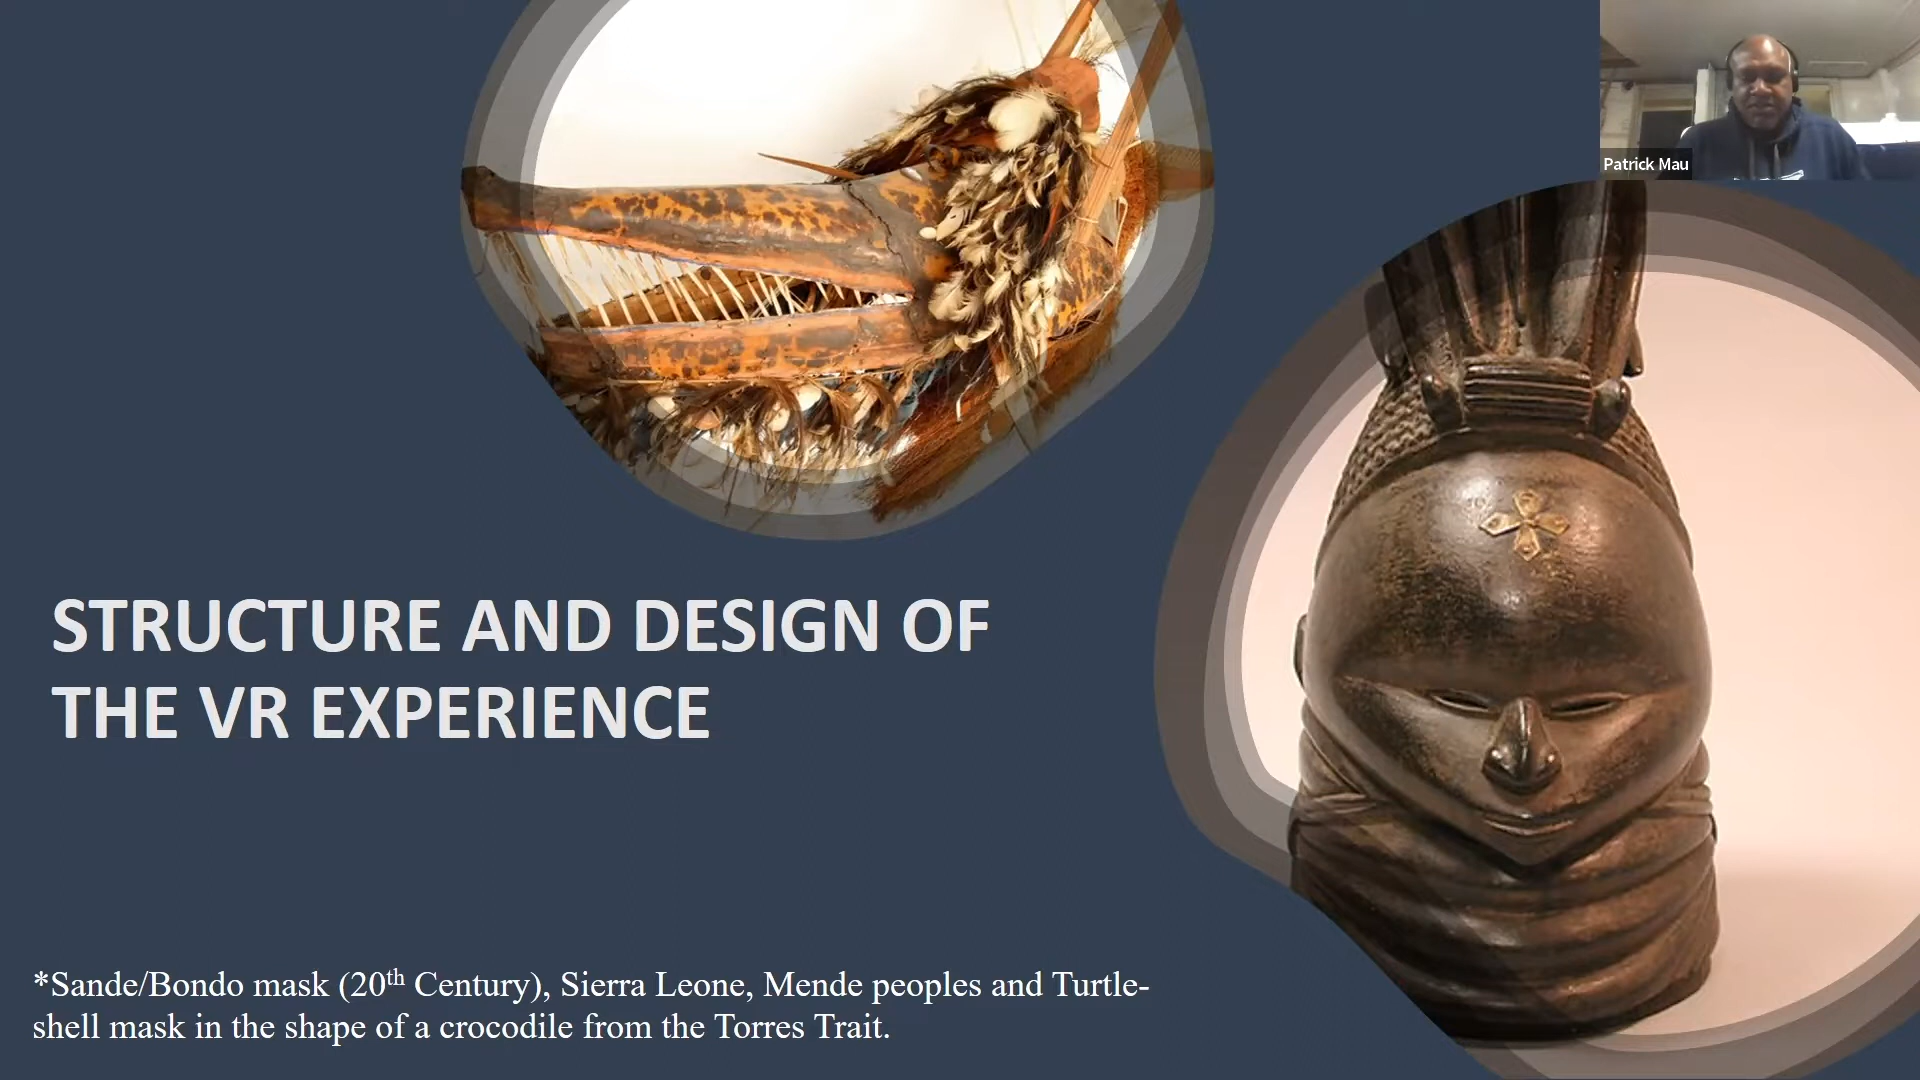 Patrick Mau
STRUCTURE AND DESIGN OF
THE VR EXPERIENCE
*Sande/Bondo mask (20th Century), Sierra Leone, Mende peoples and Turtle-
shell mask in the shape of a crocodile from the Torres Trait.